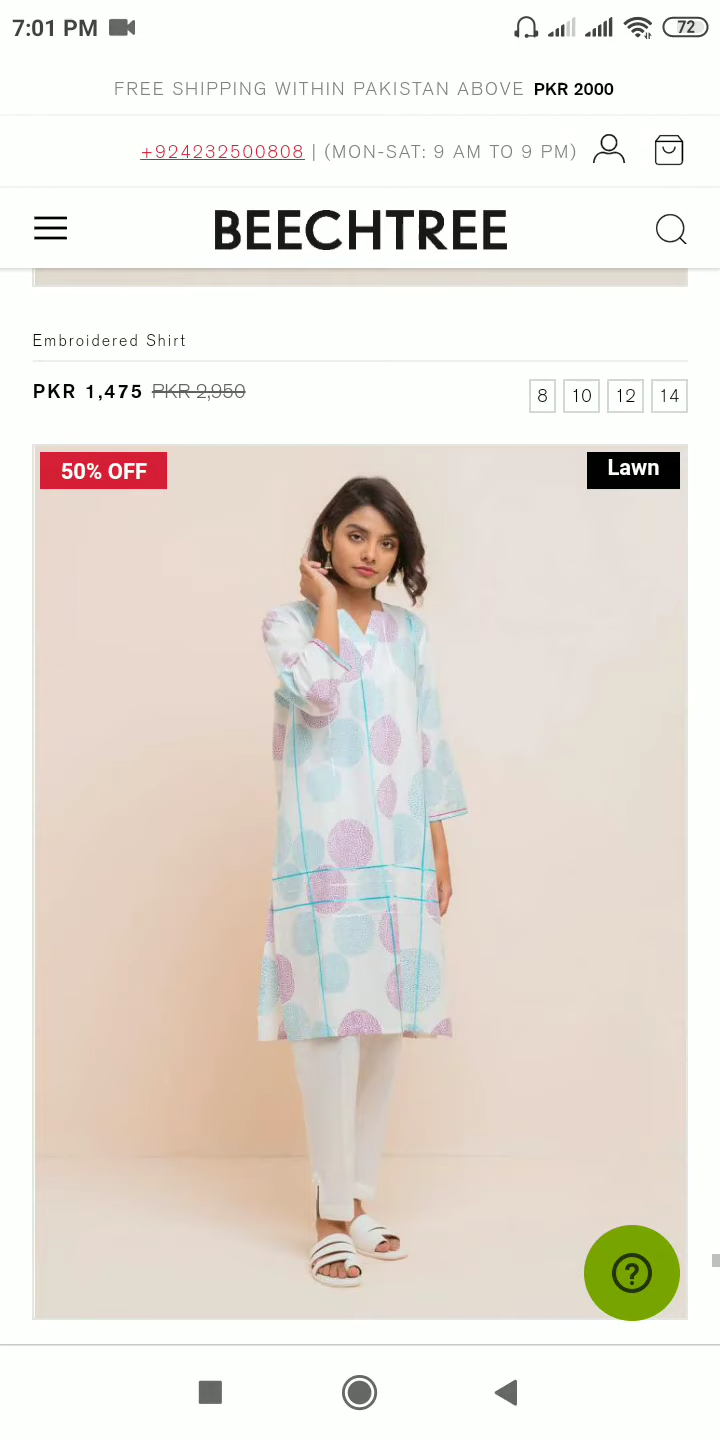 7:01 PM 72
FREE SHIPPING WITHIN PAKISTAN ABOVE PKR 2000
+924232500808 | (MON-SAT: 9 AM TO 9 PM)
BEECHTREE
Embroidered Shirt
PKR 1,475 PKR 2,950 8 10 12 14
50% OFF Lawn
?